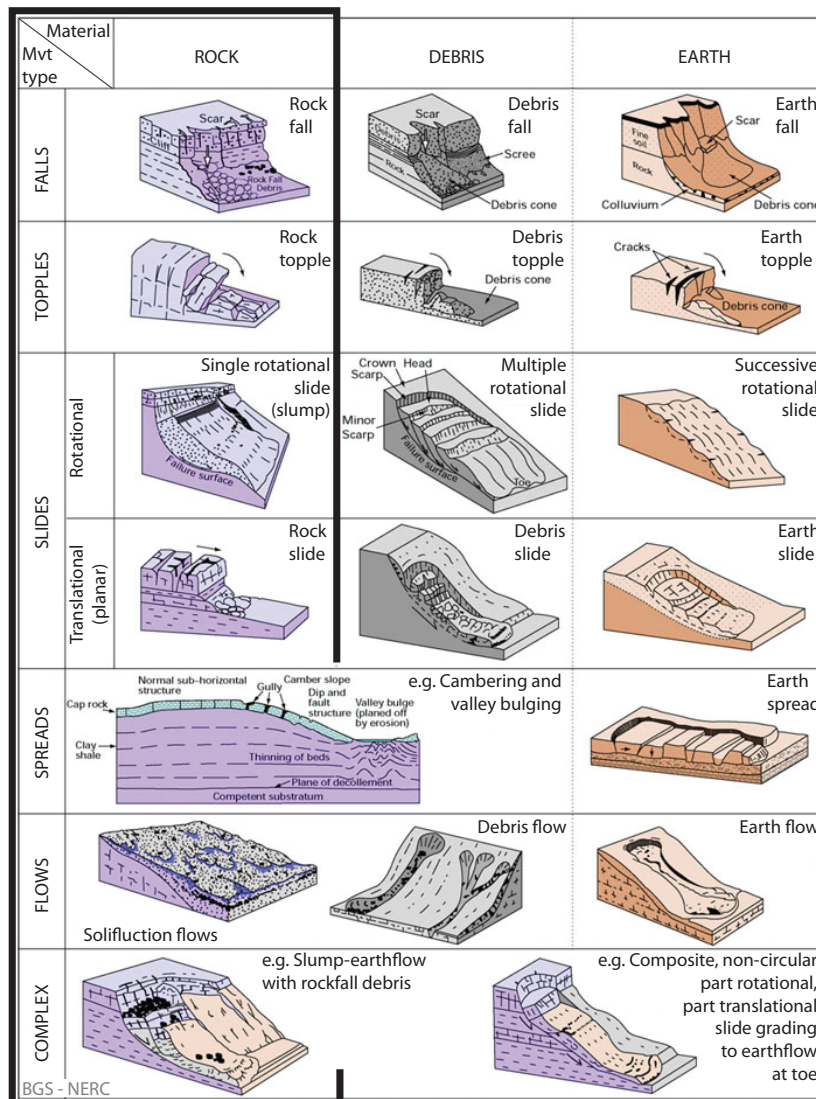 Material
Mvt
type
ROCK
DEBRIS
EARTH
FALLS
Rock
fall
Scar
Cliff
Rock Fall
Debris
Debris
fall
Scar
Debris
Rock
Scree
Debris cone
Earth
fall
Scar
Fine
soil
Rock
Colluvium
Debris cone
TOPPLES
Rock
topple
Debris
topple
Debris cone
Earth
topple
Cracks
Debris cone
SLIDES
Rotational
Single rotational
slide
(slump)
Failure surface
Multiple
rotational
slide
Crown
Scarp
Head
Minor
Scarp
Failure surface
Toe
Successive
rotational
slide
Translational
(planar)
Rock
slide
Debris
slide
Earth
slide
SPREADS
e.g. Cambering and
valley bulging
Normal sub-horizontal
structure
Camber slope
Gully
Dip and
fault
structure
Valley bulge
(planed off
by erosion)
Cap rock
Clay
shale
Thinning of beds
Plane of decollement
Competent substratum
Earth
spread
FLOWS
Solifluction flows
Debris flow
Earth flow
COMPLEX
e.g. Slump-earthflow
with rockfall debris
e.g. Composite, non-circular
part rotational,
part translational
slide grading
to earthflow
at toe
BGS - NERC